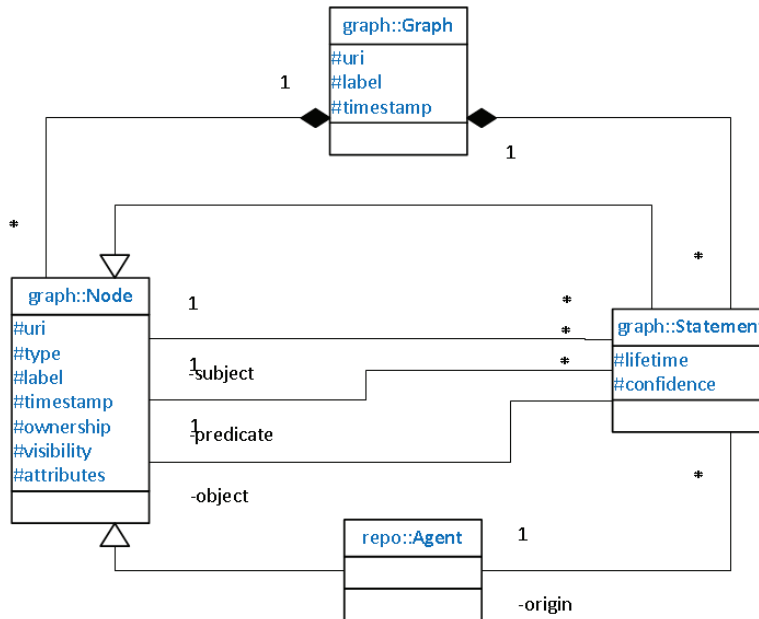 graph::Graph
#uri
#label
#timestamp
1
1
*
*
graph::Node
#uri
#type
#label
#timestamp
#ownership
#visibility
#attributes
1
*
*
1
*
-subject
1
-predicate
-object
graph::Statement
#lifetime
#confidence
*
repo::Agent
1
-origin